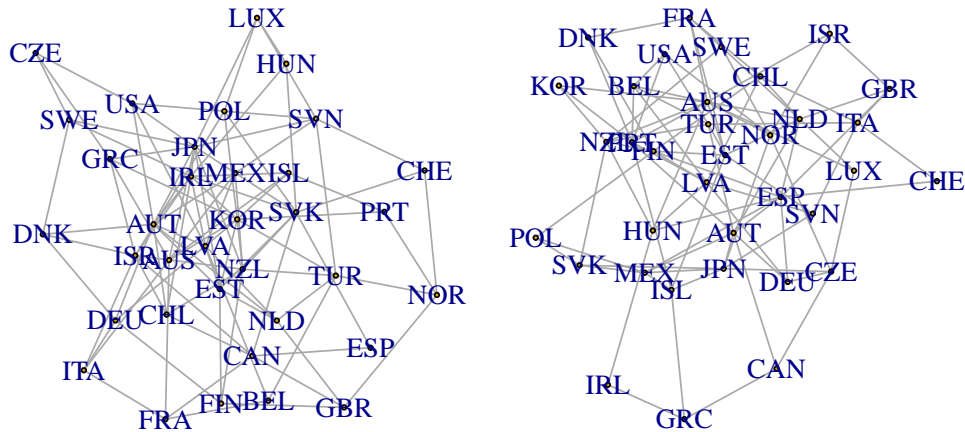 LUX
CZE
HUN
USA
POL
SWE
SVN
JPN
GRC
IRL
MEX
ISL
CHE
AUT
KOR
SVK
PRT
DNK
LVA
ISR
AUS
NZL
TUR
EST
NOR
DEU
CHL
NLD
CAN
ESP
ITA
FIN
BEL
GBR
FRA
FRA
DNK
ISR
USA
SWE
KOR
BEL
CHL
GBR
AUS
TUR
NLD
ITA
NOR
NZL
PRT
FIN
EST
LVA
LUX
CHE
ESP
SVN
POL
HUN
AUT
SVK
MEX
JPN
DEU
CZE
ISL
IRL
CAN
GRC